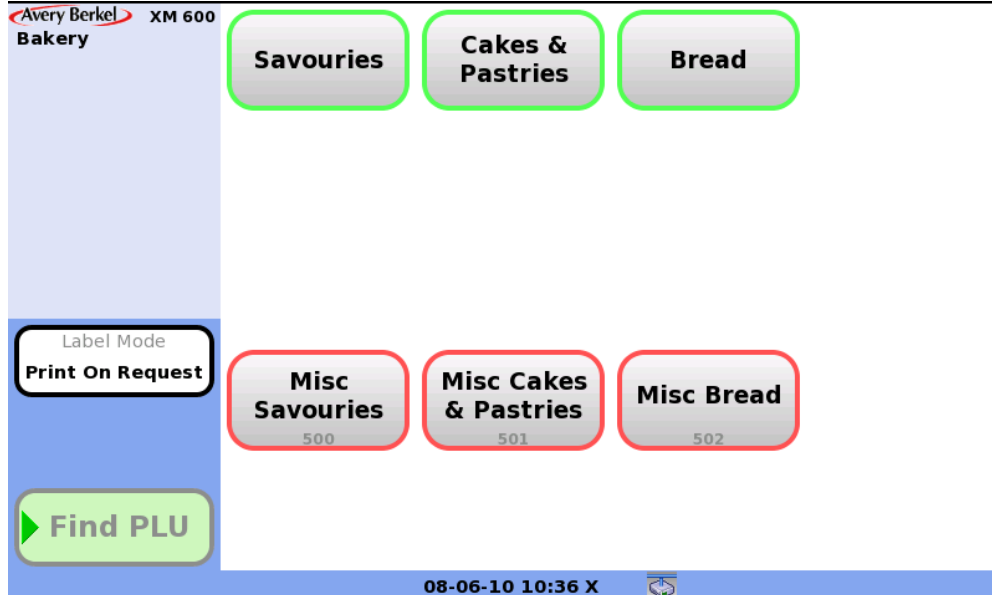 Avery Berkel XM 600
Bakery
Savouries
Cakes &
Pastries
Bread
Label Mode
Print On Request
Misc
Savouries
500
Misc Cakes
& Pastries
501
Misc Bread
502
Find PLU
08-06-10 10:36 X